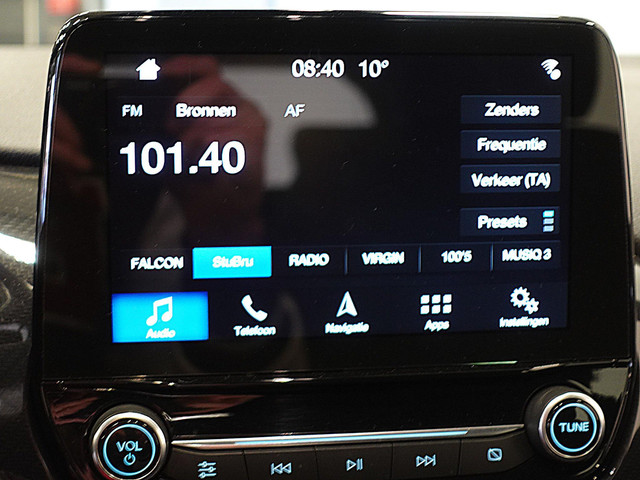 08:40 10°
FM Bronnen AF Zenders
101.40 Frequentie
Verkeer (TA)
Presets
FALCON StuBru RADIO VIRGIN 100'5 MUSIQ 3
Audio Telefoon Navigatie Apps Instellingen
VOL TUNE